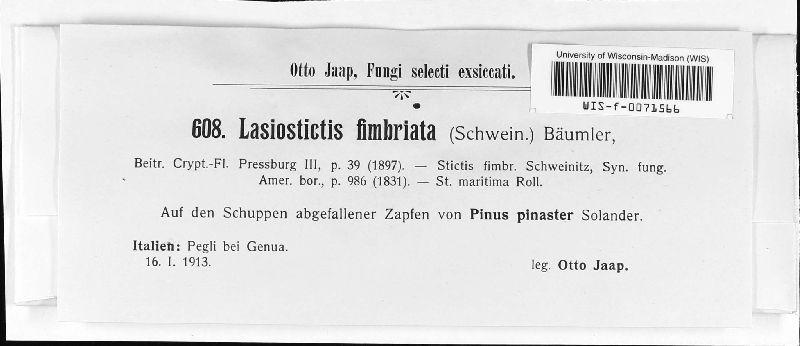 University of Wisconsin-Madison (WIS)
WIS-f-0071566
Otto Jaap, Fungi selecti exsiccati.
608. Lasiostictis fimbriata (Schwein.) Bäumler,
Beitr. Crypt.-Fl. Pressburg III, p. 39 (1897). — Stictis fimbr. Schweinitz, Syn. fung.
Amer. bor., p. 986 (1831). — St. maritima Roll.
Auf den Schuppen abgefallener Zapfen von Pinus pinaster Solander.
Italien: Pegli bei Genua.
16. I. 1913.
leg. Otto Jaap.